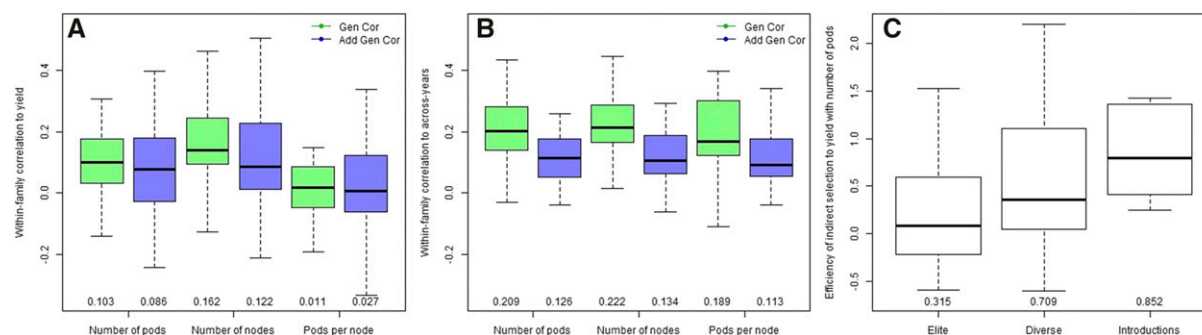 A
Gen Cor
Add Gen Cor
Within-family correlation to yield
0.4
0.2
0.0
-0.2
0.103 0.086 0.162 0.122 0.011 0.027
Number of pods Number of nodes Pods per node
B
Gen Cor
Add Gen Cor
Within-family correlation to across-years
0.4
0.2
0.0
-0.2
0.209 0.126 0.222 0.134 0.189 0.113
Number of pods Number of nodes Pods per node
C
Efficiency of indirect selection to yield with number of pods
2.0
1.5
1.0
0.5
0.0
-0.5
0.315 0.709 0.852
Elite Diverse Introductions